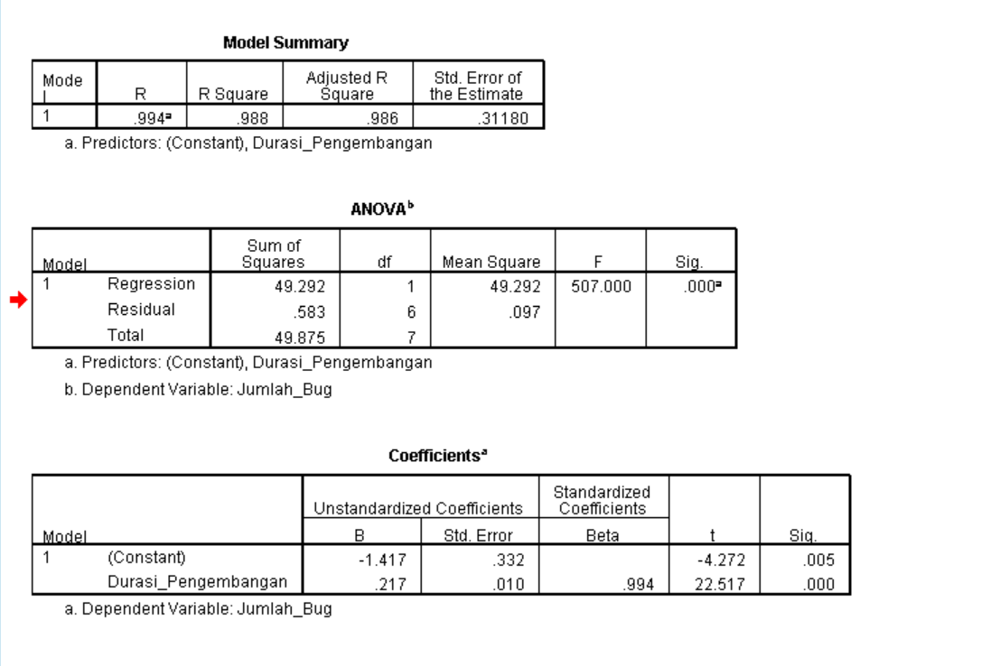 Model Summary
Mode
l R R Square Adjusted R Square Std. Error of the Estimate
1 .994a .988 .986 .31180
a. Predictors: (Constant), Durasi_Pengembangan
ANOVAb
Model Sum of Squares df Mean Square F Sig.
1 Regression 49.292 1 49.292 507.000 .000a
Residual .583 6 .097
Total 49.875 7
a. Predictors: (Constant), Durasi_Pengembangan
b. Dependent Variable: Jumlah_Bug
Coefficientsa
Unstandardized Coefficients Standardized Coefficients
Model B Std. Error Beta t Sig.
1 (Constant) -1.417 .332 -4.272 .005
Durasi_Pengembangan .217 .010 .994 22.517 .000
a. Dependent Variable: Jumlah_Bug